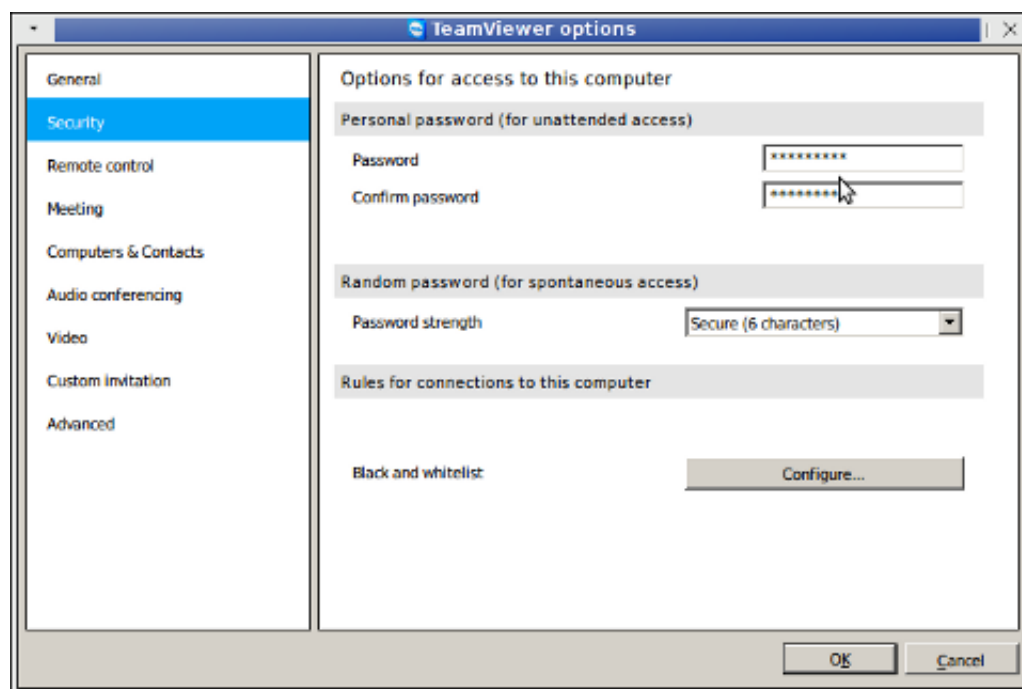 TeamViewer options
General
Security
Remote control
Meeting
Computers & Contacts
Audio conferencing
Video
Custom invitation
Advanced
Options for access to this computer
Personal password (for unattended access)
Password *********
Confirm password ********
Random password (for spontaneous access)
Password strength Secure (6 characters)
Rules for connections to this computer
Black and whitelist Configure...
OK Cancel